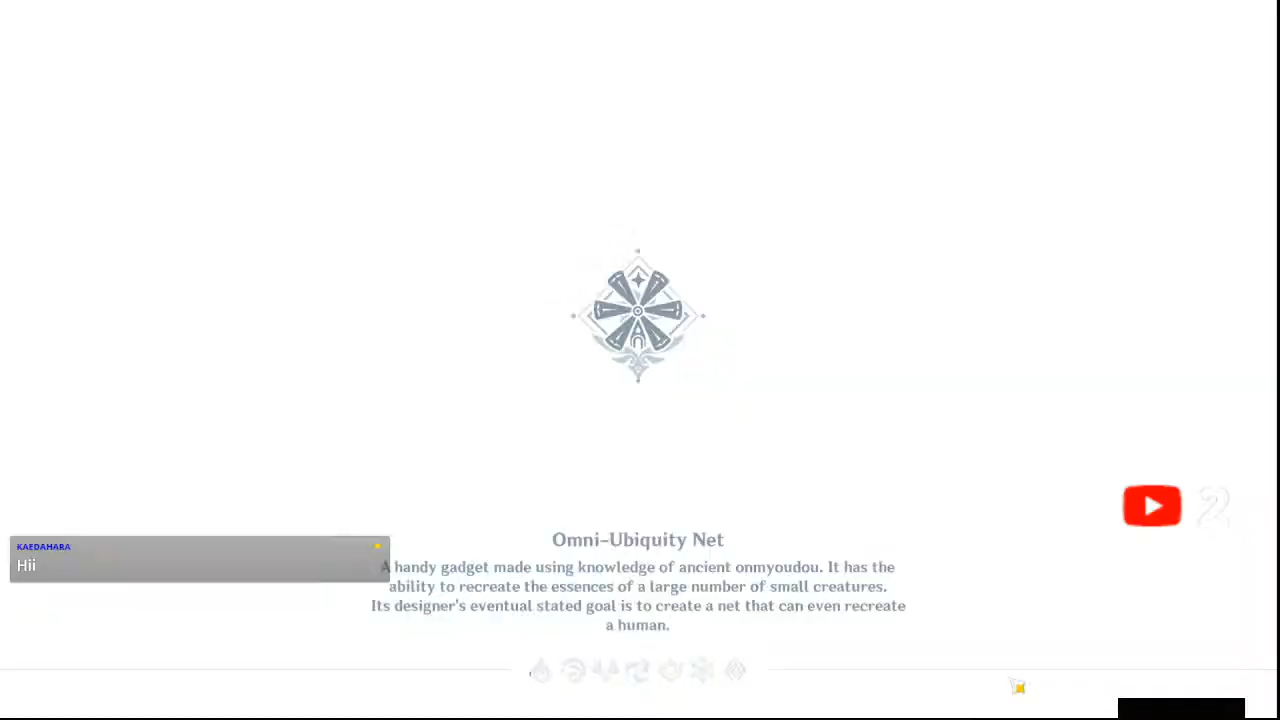 2
Omni-Ubiquity Net
KAEDAHARA
Hii
A handy gadget made using knowledge of ancient onmyoudou. It has the
ability to recreate the essences of a large number of small creatures.
Its designer's eventual stated goal is to create a net that can even recreate
a human.